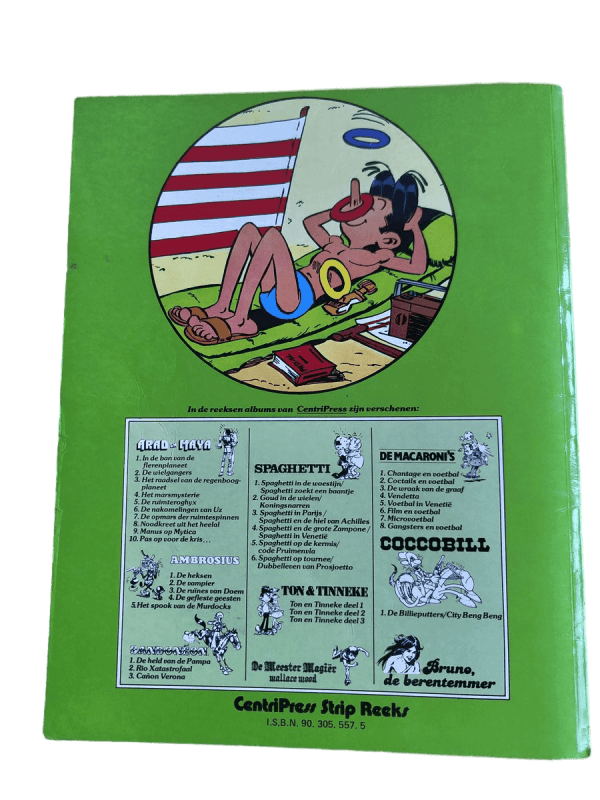 In de reeksen albums van CentriPress zijn verschenen:
ARAD en MAYA
1. In de ban van de
fierenplaneet
2. De wielgangers
3. Het raadsel van de regenboog-
planeet
4. Het marsmysterie
5. De ruimteroghyx
6. De nakomelingen van Uz
7. De opmars der ruimtespinnen
8. Noodkreet uit het heelal
9. Manus op Mytica
10. Pas op voor de kris...
AMBROSIUS
1. De heksen
2. De vampier
3. De ruïnes van Doem
4. De gefleste geesten
5. Het spook van de Murdocks
1. De held van de Pampa
2. Rio Xatastrofaal
3. Cañon Verona
SPAGHETTI
1. Spaghetti in de woestijn/
Spaghetti zoekt een baantje
2. Goud in de wielen/
Koningsnarren
3. Spaghetti in Parijs/
Spaghetti en de hiel van Achilles
4. Spaghetti en de grote Zampone/
Spaghetti in Venetië
5. Spaghetti op de kermis/
code Pruimenvla
6. Spaghetti op tournee/
Dubbelleven van Prosjoetto
TON & TINNEKE
Ton en Tinneke deel 1
Ton en Tinneke deel 2
Ton en Tinneke deel 3
De Meester Magiër
wallace wood
DE MACARONI'S
1. Chantage en voetbal
2. Coctails en voetbal
3. De wraak van de graaf
4. Vendetta
5. Voetbal in Venetië
6. Film en voetbal
7. Microvoetbal
8. Gangsters en voetbal
COCCOBILL
1. De Billieputters/City Beng Beng
Bruno,
de berentemmer
CentriPress Strip Reeks
I.S.B.N. 90. 305. 557. 5